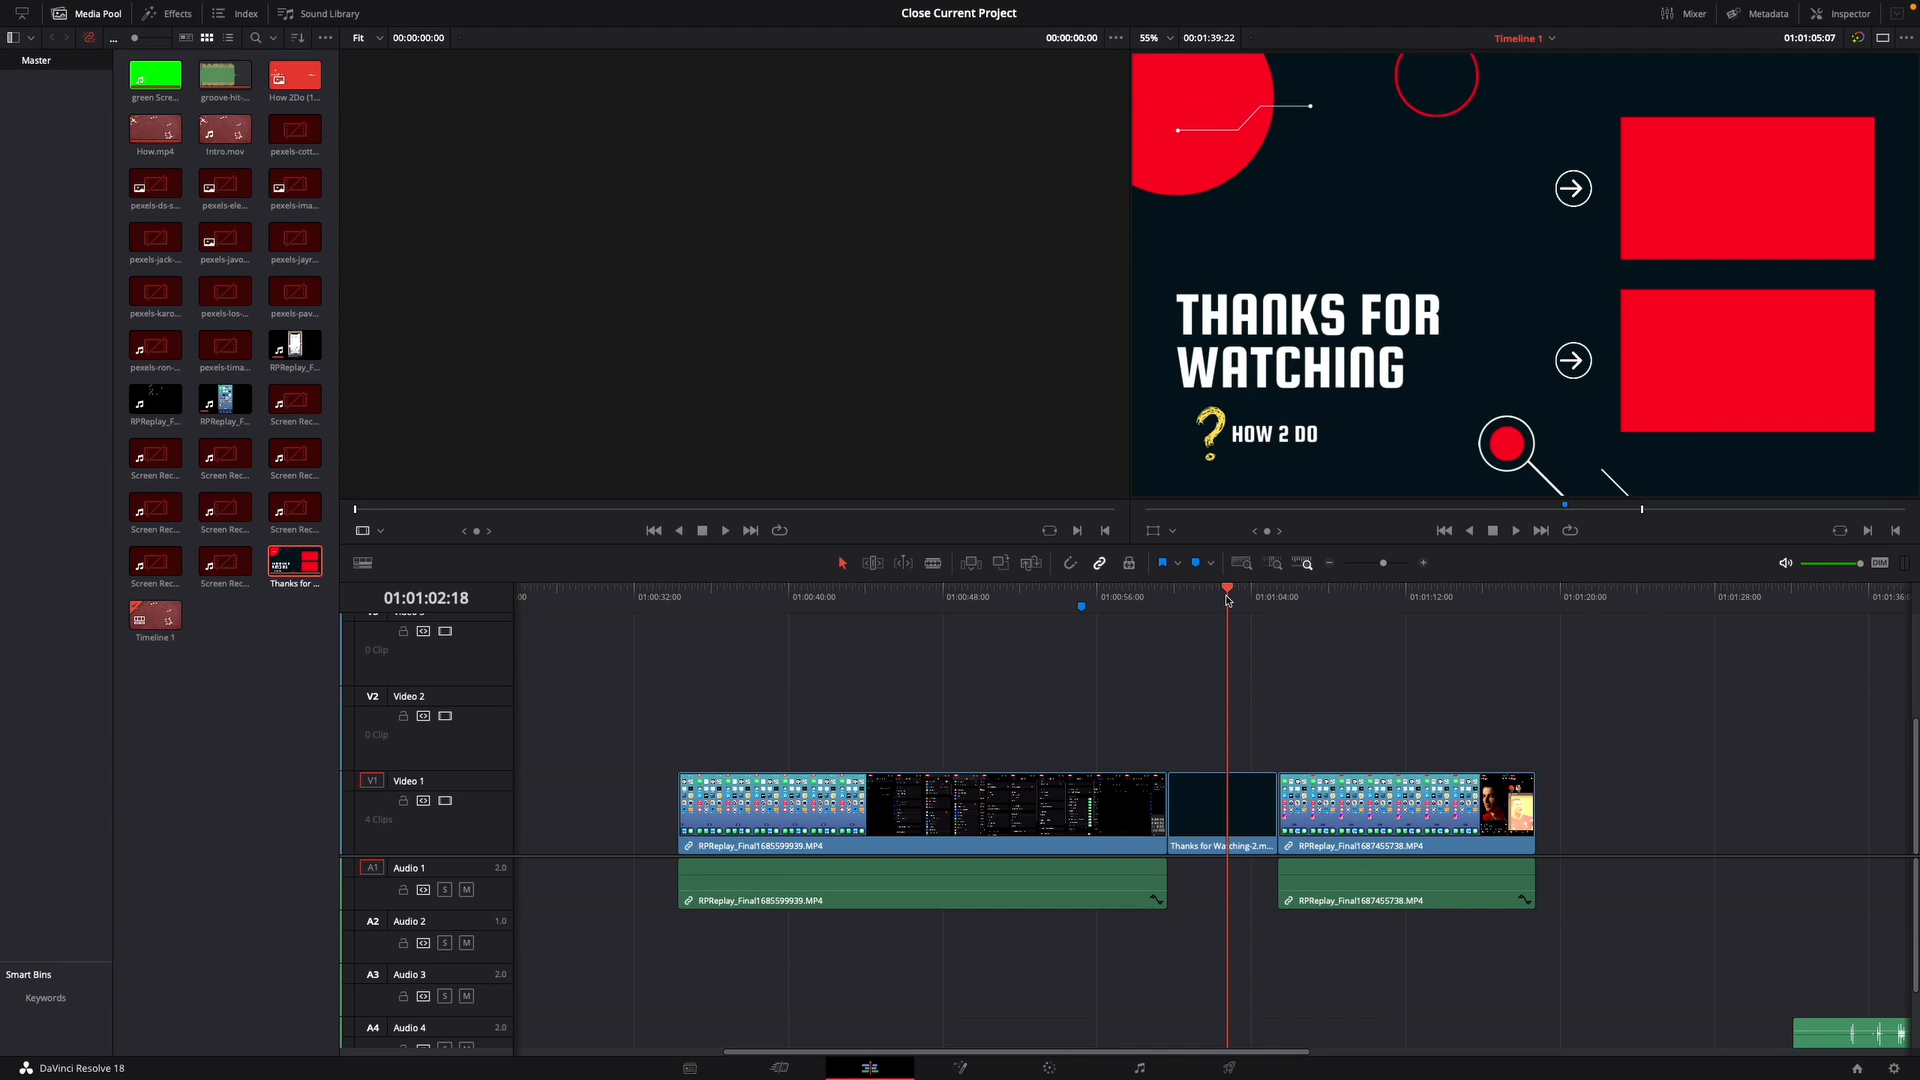 Media Pool
Effects
Index
Sound Library
Close Current Project
Mixer
Metadata
Inspector
...
Fit
00:00:00:00
00:00:00:00
55%
00:01:39:22
Timeline 1
01:01:05:07
Master
green Scre...
groove-hit-...
How 2Do (1...
How.mp4
Intro.mov
pexels-cott...
pexels-ds-s...
pexels-ele...
pexels-ima...
pexels-jack-...
pexels-javo...
pexels-jayr...
pexels-karo...
pexels-los-...
pexels-pav...
pexels-ron-...
pexels-tima...
RPReplay_F...
RPReplay_F...
RPReplay_F...
Screen Rec...
Screen Rec...
Screen Rec...
Screen Rec...
Screen Rec...
Screen Rec...
Screen Rec...
Screen Rec...
Screen Rec...
Thanks for ...
Timeline 1
THANKS FOR
WATCHING
? HOW 2 DO
DIM
01:01:02:18
01:00:32:00
01:00:40:00
01:00:48:00
01:00:56:00
01:01:04:00
01:01:12:00
01:01:20:00
01:01:28:00
01:01:36:0
0 Clip
V2 Video 2
0 Clip
V1 Video 1
4 Clips
RPReplay_Final1685599939.MP4
Thanks for Watching-2.m...
RPReplay_Final1687455738.MP4
A1 Audio 1 2.0
S M
RPReplay_Final1685599939.MP4
RPReplay_Final1687455738.MP4
A2 Audio 2 1.0
S M
A3 Audio 3 2.0
S M
A4 Audio 4 2.0
Smart Bins
Keywords
DaVinci Resolve 18